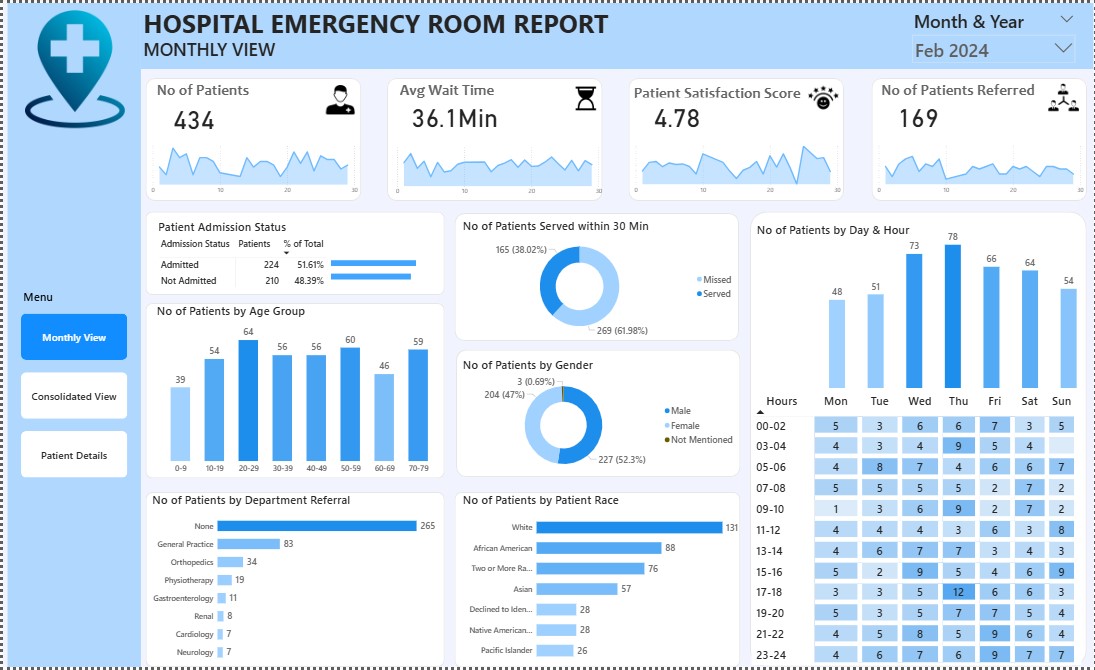 HOSPITAL EMERGENCY ROOM REPORT
MONTHLY VIEW
Month & Year
Feb 2024
No of Patients
434
0 10 20 30
Avg Wait Time
36.1Min
0 10 20 30
Patient Satisfaction Score
4.78
0 10 20 30
No of Patients Referred
169
0 10 20 30
Menu
Monthly View
Consolidated View
Patient Details
Patient Admission Status
Admission Status Patients % of Total
Admitted 224 51.61%
Not Admitted 210 48.39%
No of Patients by Age Group
39 54 64 56 56 60 46 59
0-9 10-19 20-29 30-39 40-49 50-59 60-69 70-79
No of Patients by Department Referral
None 265
General Practice 83
Orthopedics 34
Physiotherapy 19
Gastroenterology 11
Renal 8
Cardiology 7
Neurology 7
No of Patients Served within 30 Min
165 (38.02%)
269 (61.98%)
Missed
Served
No of Patients by Gender
3 (0.69%)
204 (47%)
227 (52.3%)
Male
Female
Not Mentioned
No of Patients by Patient Race
White 131
African American 88
Two or More Ra... 76
Asian 57
Declined to Iden... 28
Native American... 28
Pacific Islander 26
No of Patients by Day & Hour
48 51 73 78 66 64 54
Hours Mon Tue Wed Thu Fri Sat Sun
00-02 5 3 6 6 7 3 5
03-04 4 3 4 9 5 4
05-06 4 8 7 4 6 6 7
07-08 5 5 5 5 2 7 2
09-10 1 3 6 9 2 7 2
11-12 4 4 4 3 6 3 8
13-14 4 6 7 7 3 4 3
15-16 5 2 9 5 4 6 9
17-18 3 3 5 12 6 6 3
19-20 5 3 5 7 7 5 4
21-22 4 5 8 5 9 6 4
23-24 4 6 7 6 9 7 7